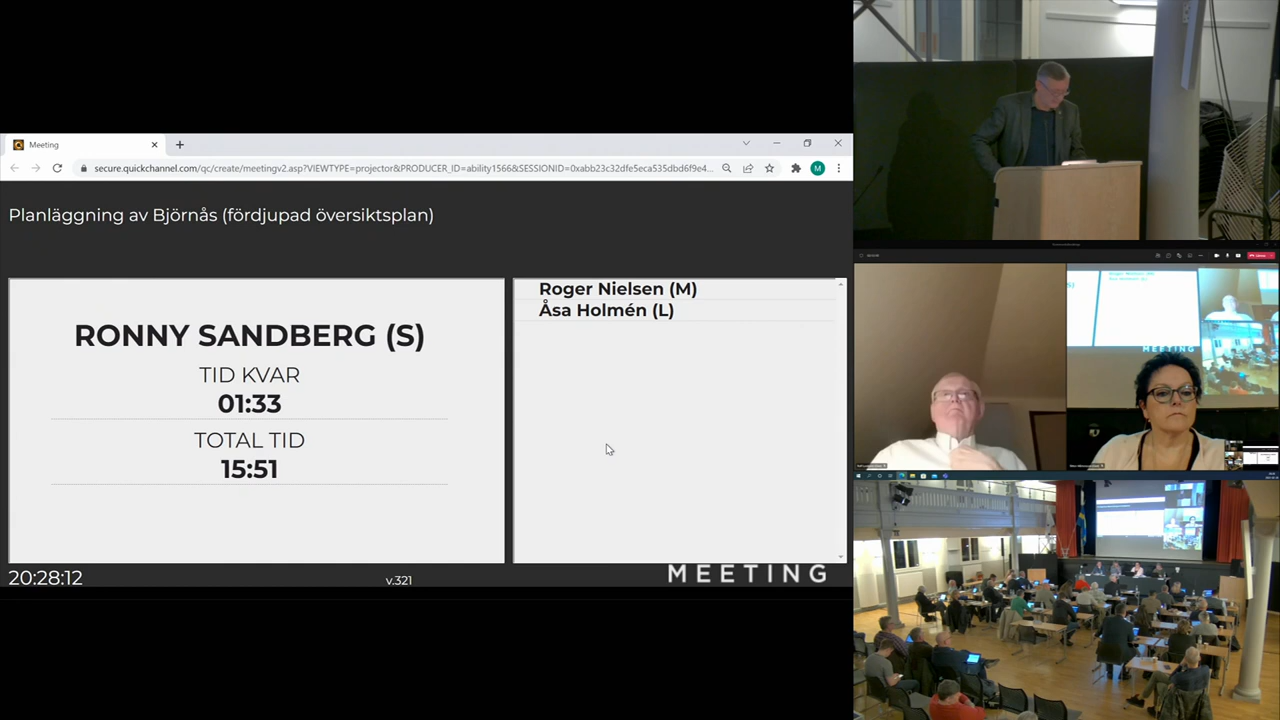 Meeting
secure.quickchannel.com/qc/create/meetingv2.asp?VIEWTYPE=projector&PRODUCER_ID=ability1566&SESSIONID=0xabb23c32dfe5eca535dbd6f9e4...
M
Planläggning av Björnås (fördjupad översiktsplan)
RONNY SANDBERG (S)
TID KVAR
01:33
TOTAL TID
15:51
Roger Nielsen (M)
Åsa Holmén (L)
20:28:12
v.321
MEETING
MEETING